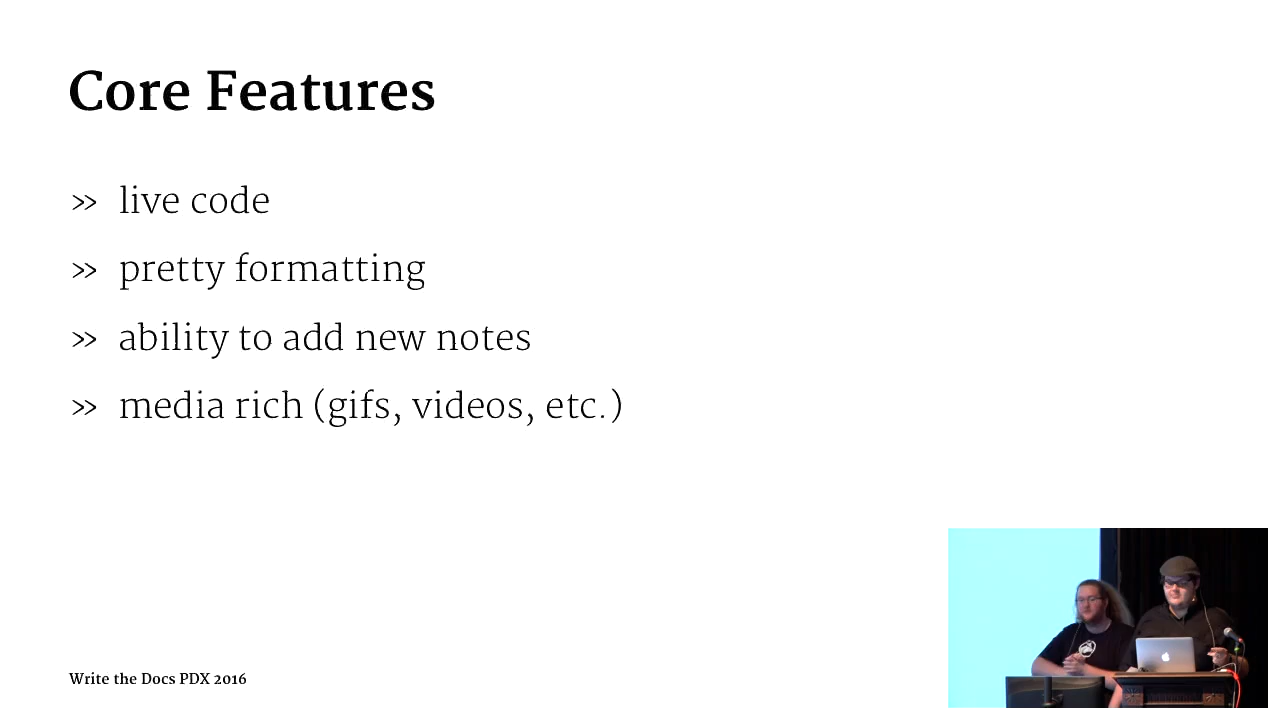 Core Features
» live code
» pretty formatting
» ability to add new notes
» media rich (gifs, videos, etc.)
Write the Docs PDX 2016